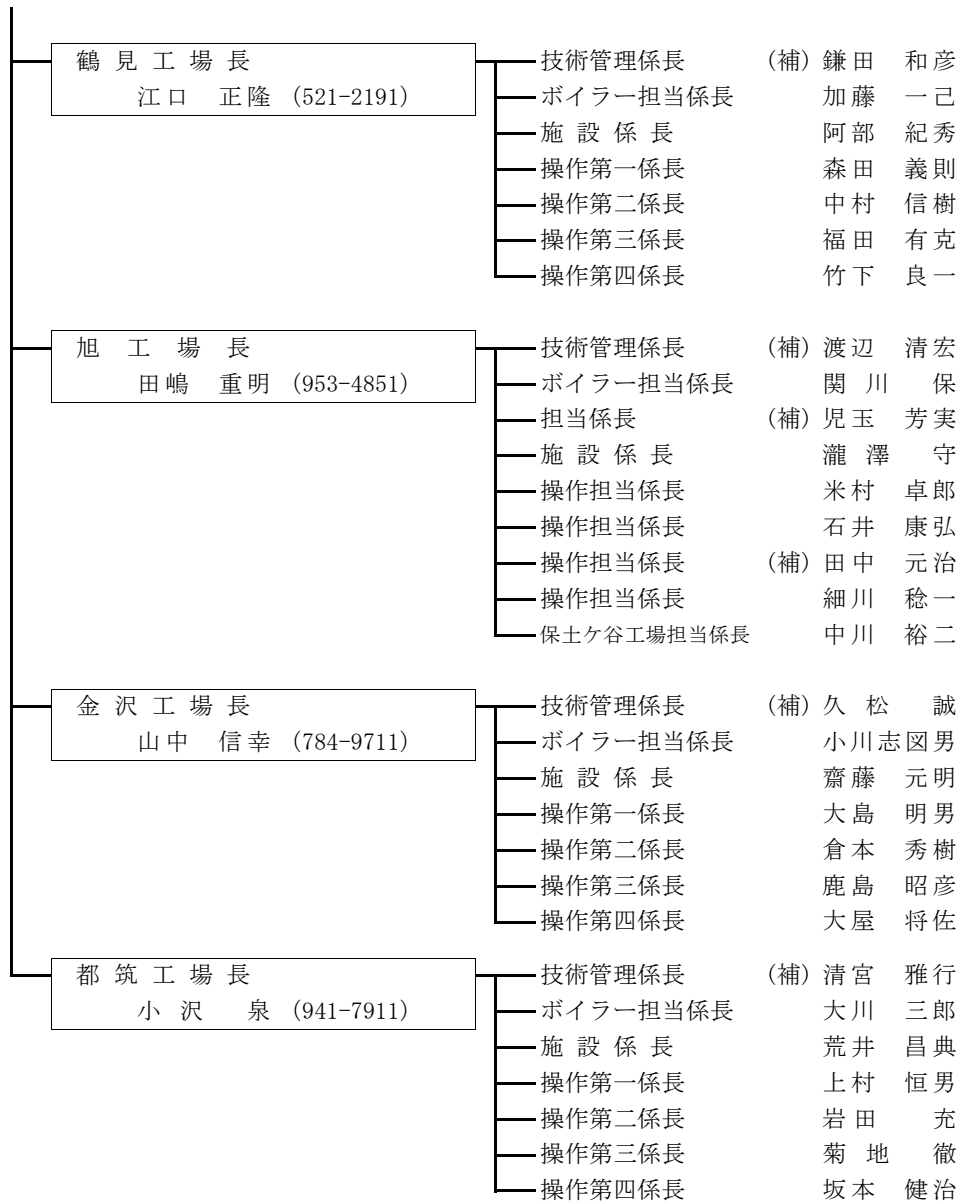 鶴見工場長
江口 正隆 (521-2191)
技術管理係長 (補) 鎌田 和彦
ボイラー担当係長 加藤 一己
施設係長 阿部 紀秀
操作第一係長 森田 義則
操作第二係長 中村 信樹
操作第三係長 福田 有克
操作第四係長 竹下 良一
旭工場長
田嶋 重明 (953-4851)
技術管理係長 (補) 渡辺 清宏
ボイラー担当係長 関川 保
担当係長 (補) 児玉 芳実
施設係長 瀧澤 守
操作担当係長 米村 卓郎
操作担当係長 石井 康弘
操作担当係長 (補) 田中 元治
操作担当係長 細川 稔一
保土ケ谷工場担当係長 中川 裕二
金沢工場長
山中 信幸 (784-9711)
技術管理係長 (補) 久松 誠
ボイラー担当係長 小川志図男
施設係長 齋藤 元明
操作第一係長 大島 明男
操作第二係長 倉本 秀樹
操作第三係長 鹿島 昭彦
操作第四係長 大屋 将佐
都筑工場長
小沢 泉 (941-7911)
技術管理係長 (補) 清宮 雅行
ボイラー担当係長 大川 三郎
施設係長 荒井 昌典
操作第一係長 上村 恒男
操作第二係長 岩田 充
操作第三係長 菊地 徹
操作第四係長 坂本 健治